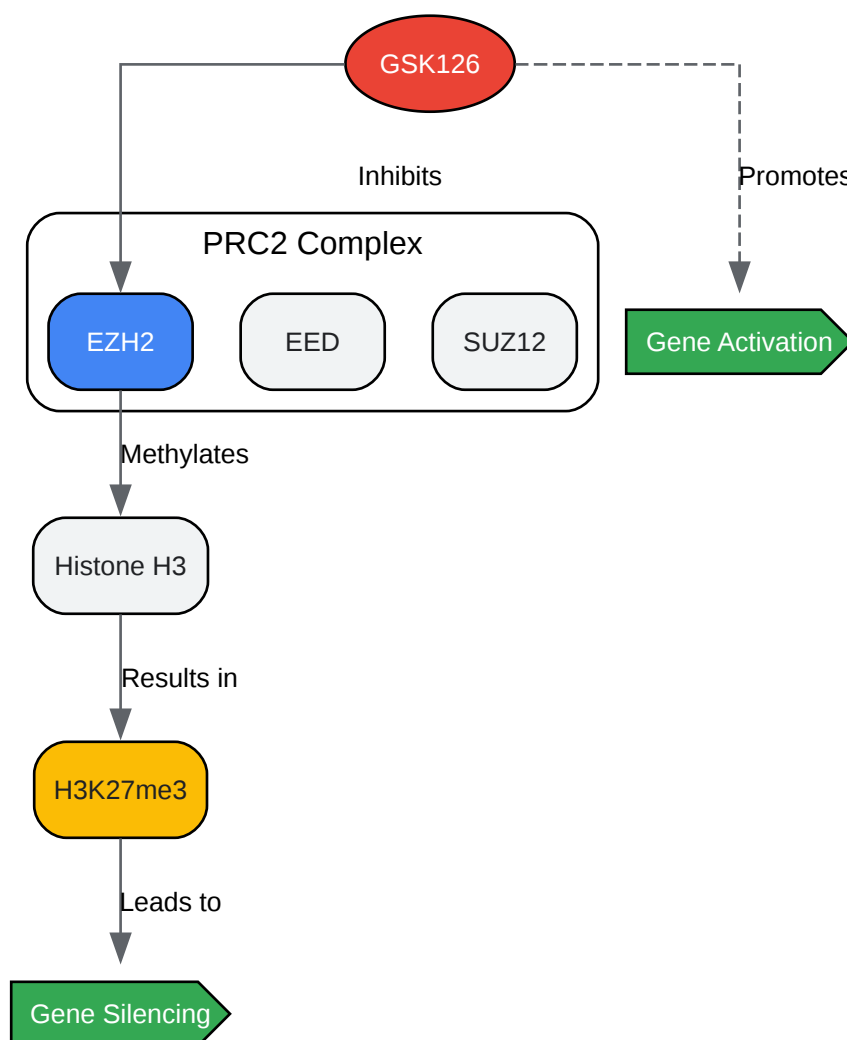 GSK126
Inhibits
Promotes
PRC2 Complex
EZH2
EED
SUZ12
Gene Activation
Methylates
Histone H3
Results in
H3K27me3
Leads to
Gene Silencing